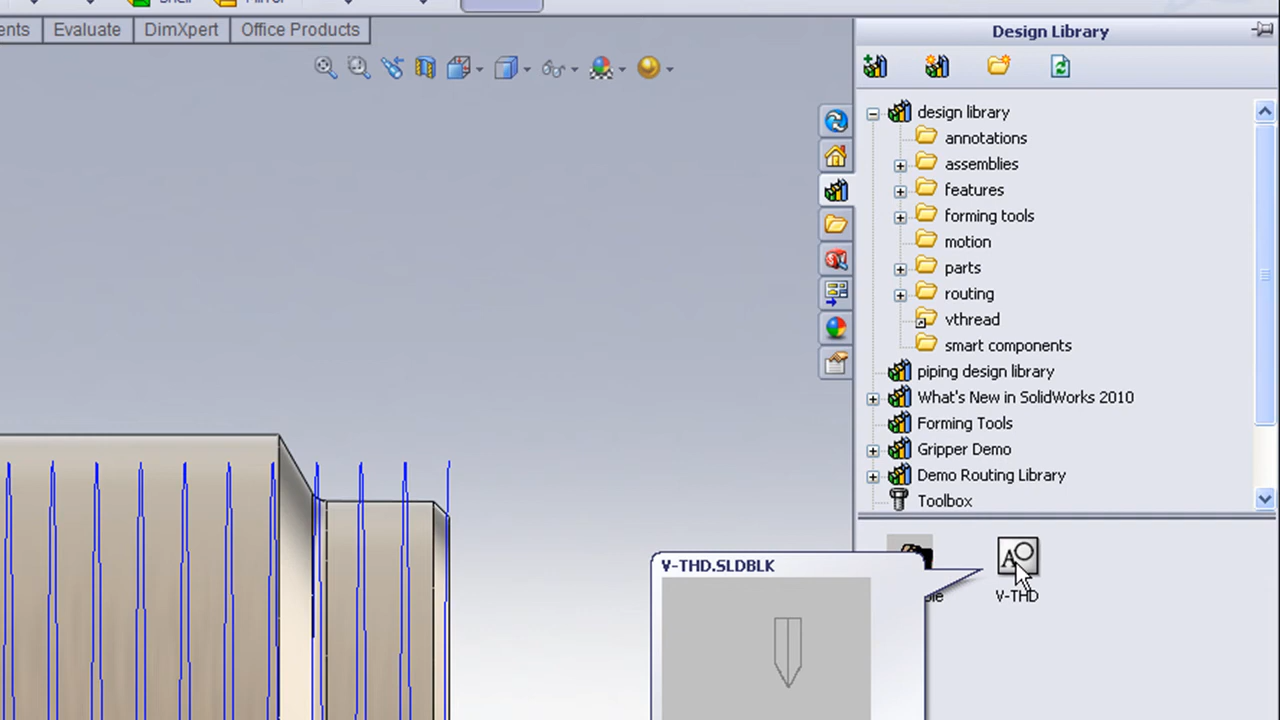 Mirror
Evaluate
DimXpert
Office Products
Design Library
design library
annotations
assemblies
features
forming tools
motion
parts
routing
vthread
smart components
piping design library
What's New in SolidWorks 2010
Forming Tools
Gripper Demo
Demo Routing Library
Toolbox
V-THD.SLDBLK
V-THD